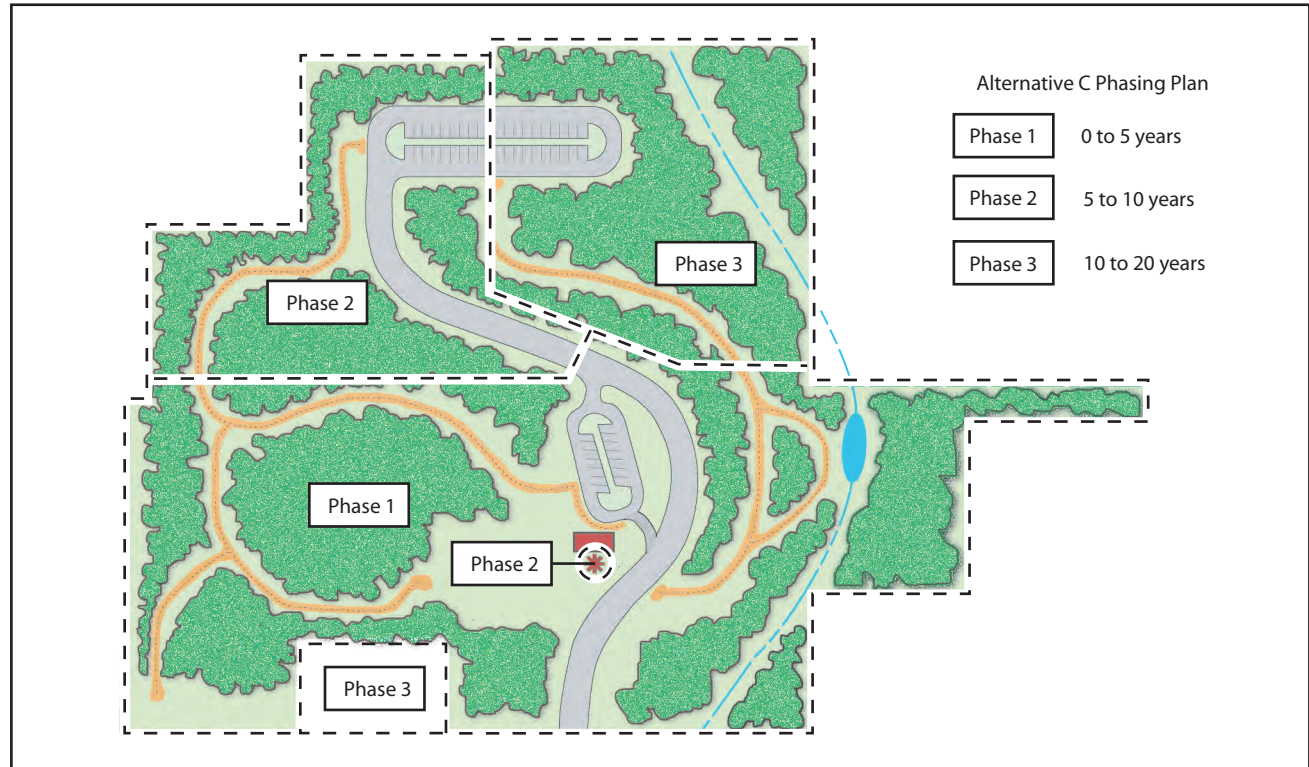 Alternative C Phasing Plan
Phase 1 0 to 5 years
Phase 2 5 to 10 years
Phase 3 10 to 20 years
Phase 3
Phase 2
Phase 1
Phase 2
Phase 3